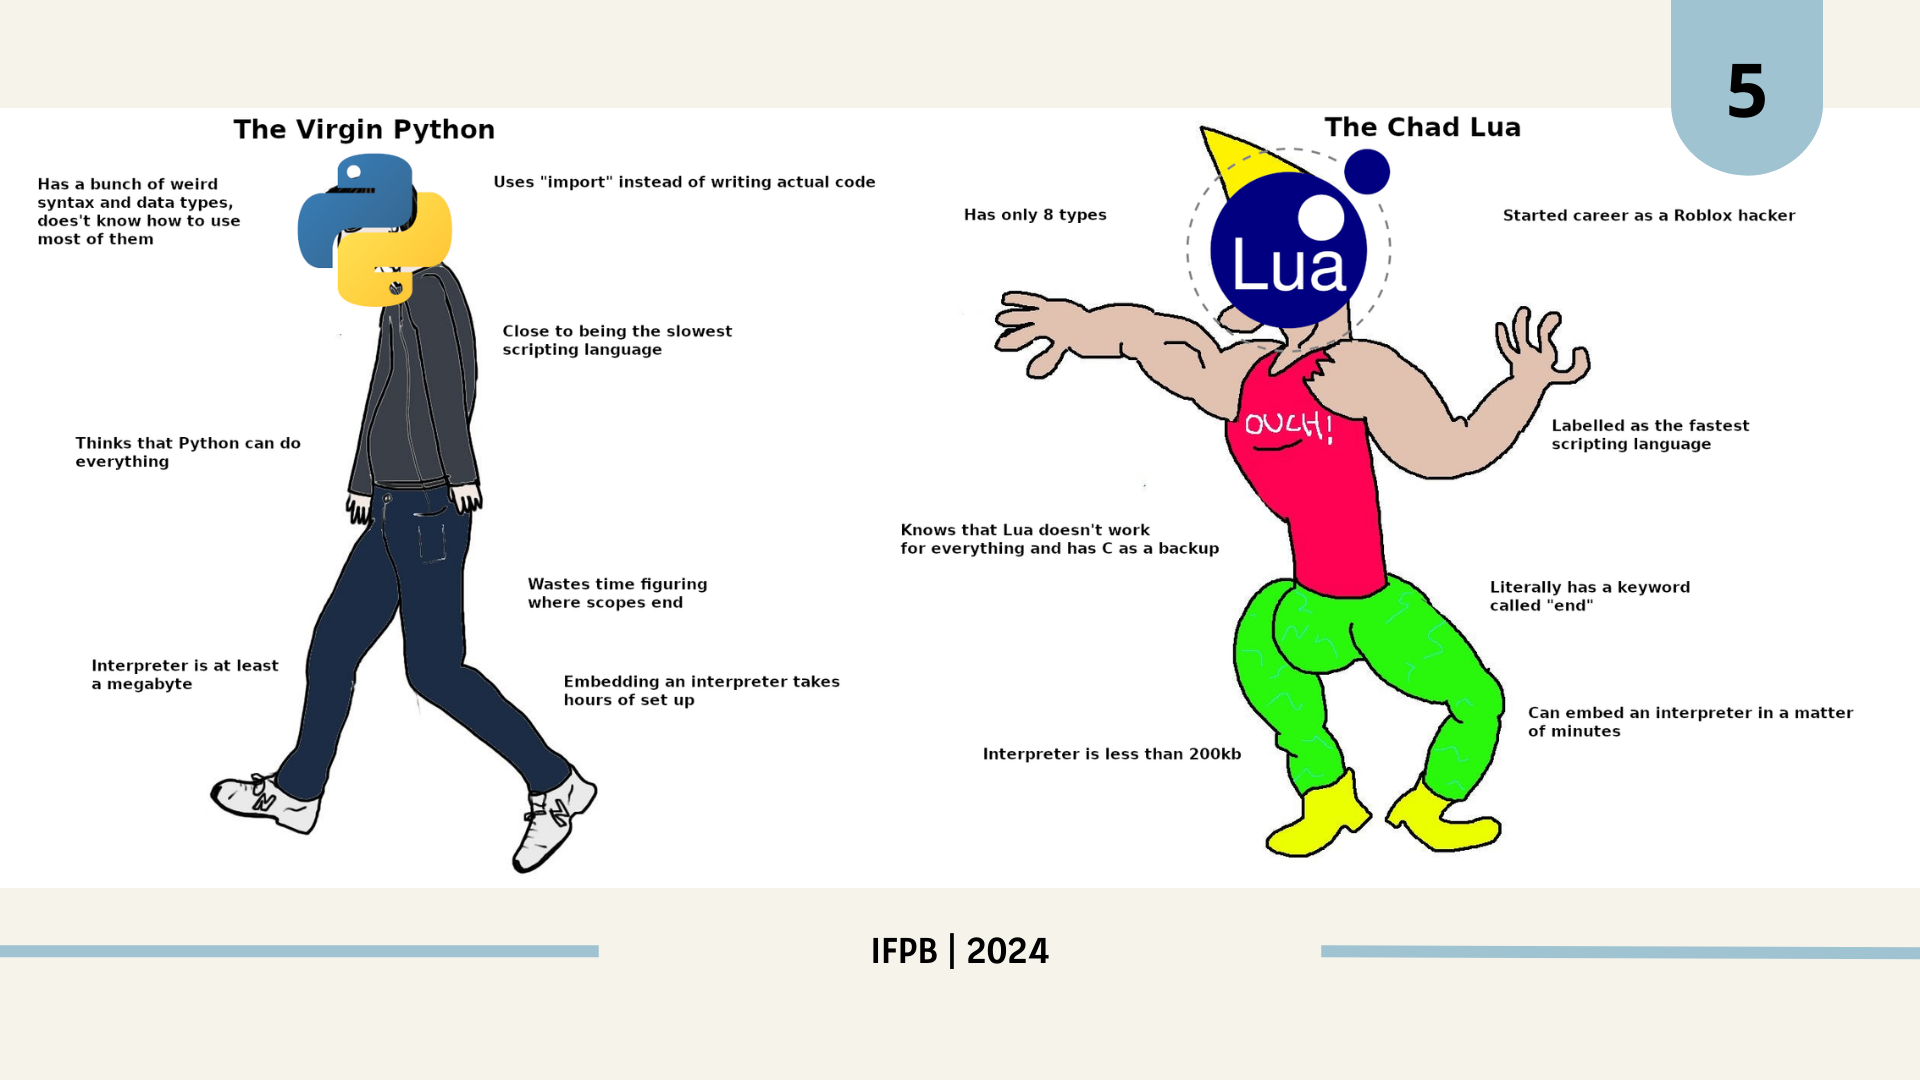 5
The Virgin Python
Has a bunch of weird
syntax and data types,
does't know how to use
most of them
Uses "import" instead of writing actual code
Close to being the slowest
scripting language
Thinks that Python can do
everything
Wastes time figuring
where scopes end
Interpreter is at least
a megabyte
Embedding an interpreter takes
hours of set up
The Chad Lua
Has only 8 types
Lua
Started career as a Roblox hacker
OUCH!
Labelled as the fastest
scripting language
Knows that Lua doesn't work
for everything and has C as a backup
Literally has a keyword
called "end"
Can embed an interpreter in a matter
of minutes
Interpreter is less than 200kb
IFPB | 2024